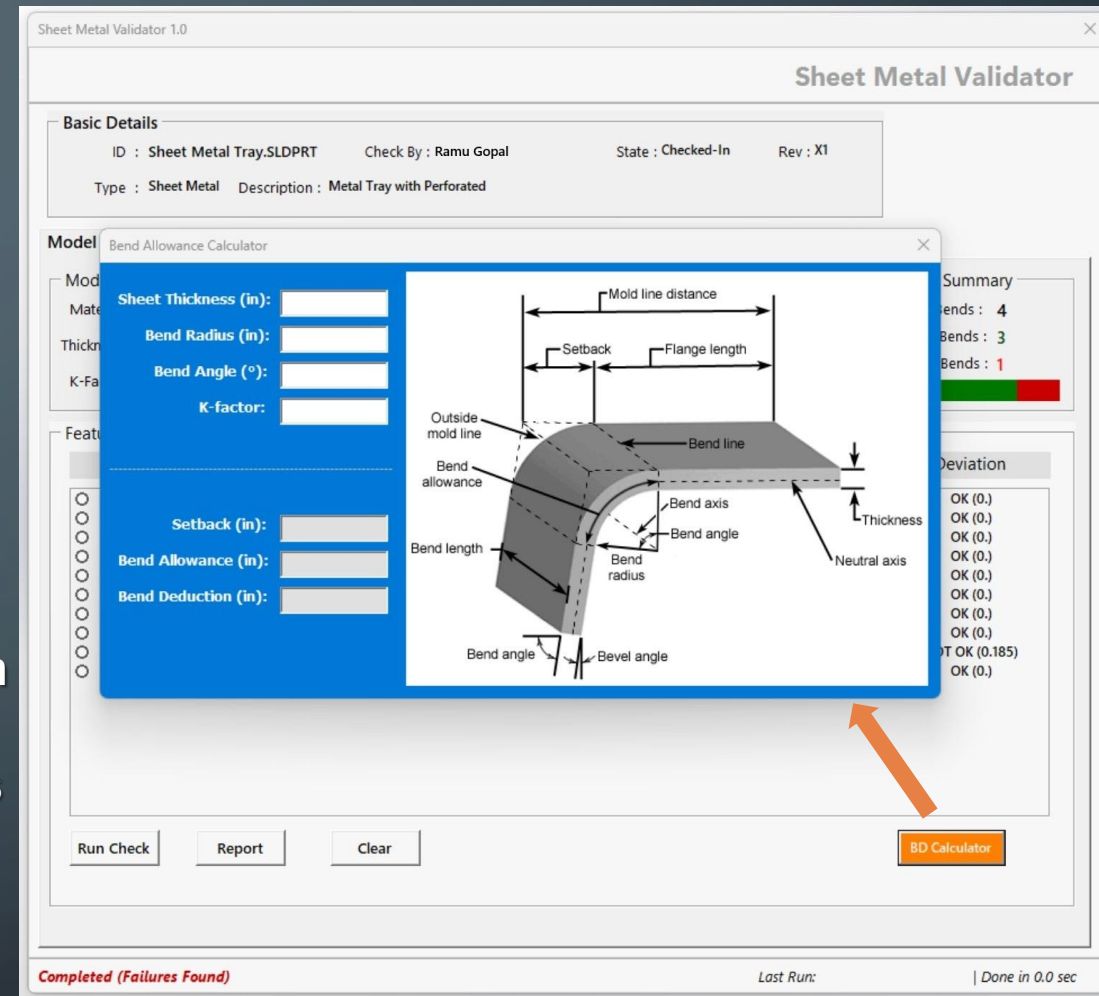 Sheet Metal Validator 1.0
Sheet Metal Validator
Basic Details
ID : Sheet Metal Tray.SLDPRT Check By : Ramu Gopal State : Checked-In Rev : X1
Type : Sheet Metal Description : Metal Tray with Perforated
Model
Bend Allowance Calculator
Sheet Thickness (in):
Bend Radius (in):
Bend Angle (°):
K-factor:
Setback (in):
Bend Allowance (in):
Bend Deduction (in):
Mold line distance
Setback
Flange length
Outside
mold line
Bend line
Bend
allowance
Bend axis
Bend angle
Thickness
Bend length
Bend
radius
Neutral axis
Bend angle
Bevel angle
Summary
Bends : 4
Bends : 3
Bends : 1
Deviation
OK (0.)
OK (0.)
OK (0.)
OK (0.)
OK (0.)
OK (0.)
OK (0.)
OK (0.)
OK (0.185)
OK (0.)
Run Check Report Clear BD Calculator
Completed (Failures Found) Last Run: | Done in 0.0 sec